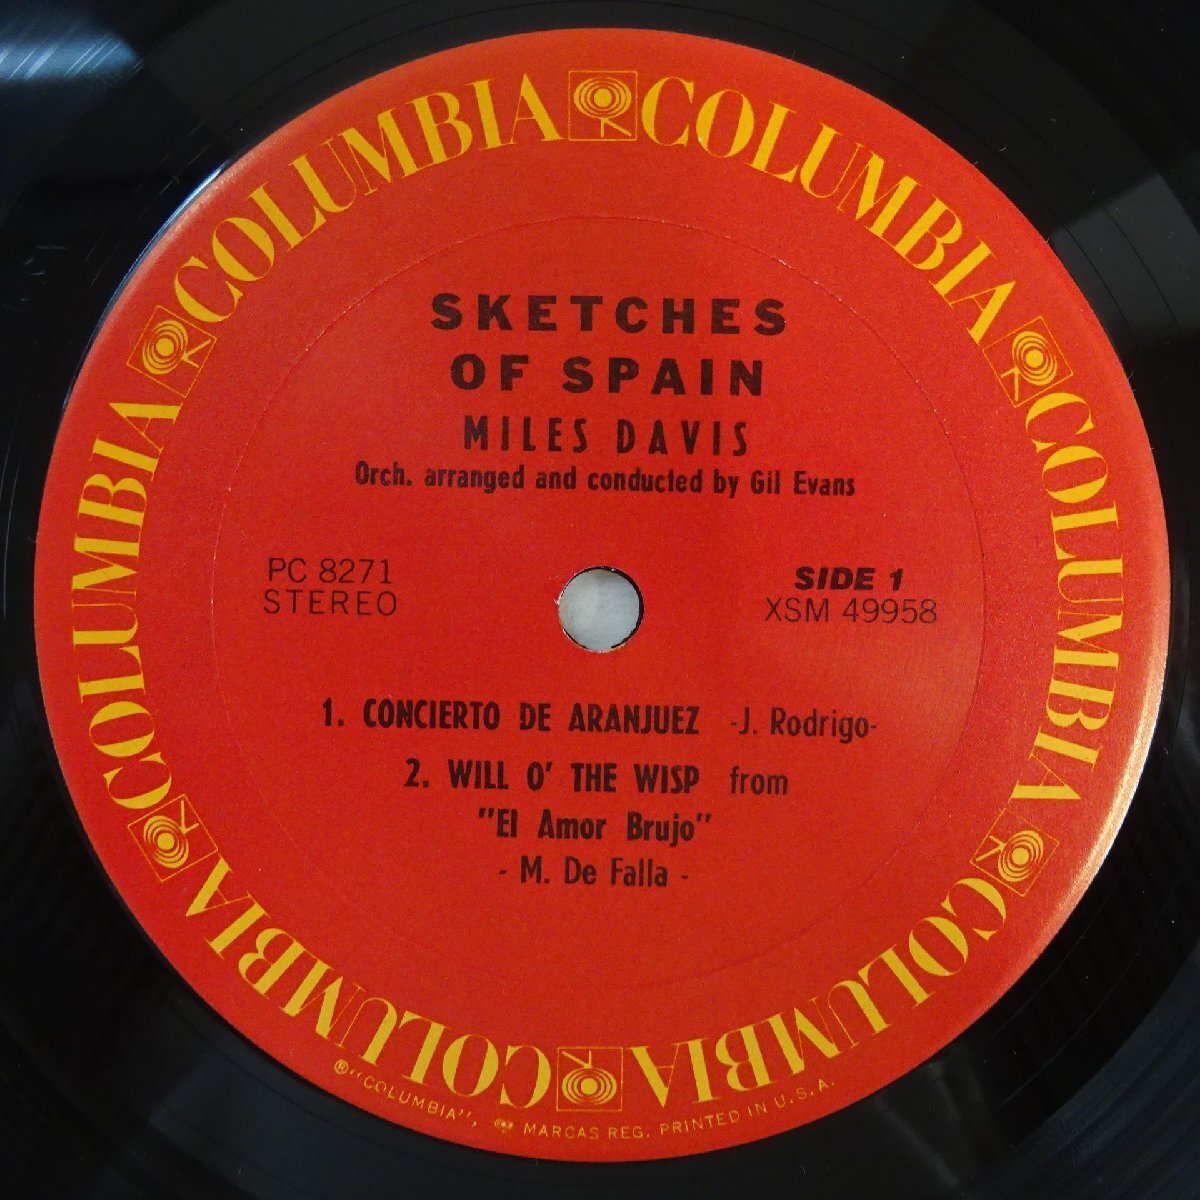 COLUMBIA COLUMBIA COLUMBIA COLUMBIA COLUMBIA COLUMBIA
SKETCHES
OF SPAIN
MILES DAVIS
Orch. arranged and conducted by Gil Evans
PC 8271
STEREO
SIDE 1
XSM 49958
1. CONCIERTO DE ARANJUEZ -J. Rodrigo-
2. WILL O' THE WISP from
"El Amor Brujo"
- M. De Falla -
®"COLUMBIA", MARCAS REG. PRINTED IN U.S.A.